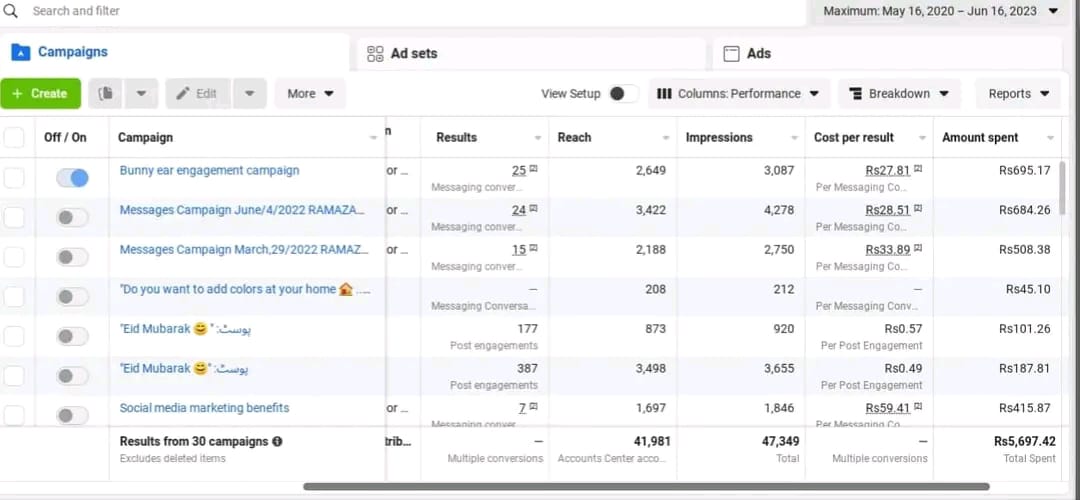 Search and filter
Maximum: May 16, 2020 – Jun 16, 2023
Campaigns
Ad sets
Ads
+ Create
Edit
More
View Setup
Columns: Performance
Breakdown
Reports
Off / On Campaign n Results Reach Impressions Cost per result Amount spent
Bunny ear engagement campaign or ... 25 [2] 2,649 3,087 Rs27.81 [2] Rs695.17
Messaging conver... Per Messaging Co...
Messages Campaign June/4/2022 RAMAZA... or ... 24 [2] 3,422 4,278 Rs28.51 [2] Rs684.26
Messaging conver... Per Messaging Co...
Messages Campaign March,29/2022 RAMAZ... or ... 15 [2] 2,188 2,750 Rs33.89 [2] Rs508.38
Messaging conver... Per Messaging Co...
"Do you want to add colors at your home 🏠 .... — 208 212 — Rs45.10
Messaging Conversa... Per Messaging Conv...
"Eid Mubarak 😊 " :پوسٹ 177 873 920 Rs0.57 Rs101.26
Post engagements Per Post Engagement
"Eid Mubarak 😊" :پوسٹ 387 3,498 3,655 Rs0.49 Rs187.81
Post engagements Per Post Engagement
Social media marketing benefits or ... 7 [2] 1,697 1,846 Rs59.41 [2] Rs415.87
Messaging conver... Per Messaging Co...
Results from 30 campaigns trib... — 41,981 47,349 — Rs5,697.42
Excludes deleted items Multiple conversions Accounts Center acco... Total Multiple conversions Total Spent